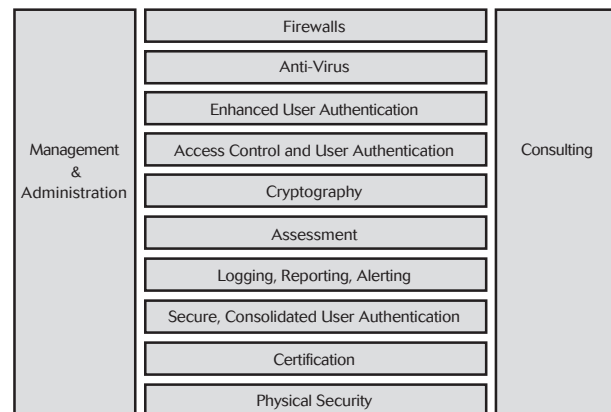 Management
&
Administration
Firewalls
Anti-Virus
Enhanced User Authentication
Access Control and User Authentication
Cryptography
Assessment
Logging, Reporting, Alerting
Secure, Consolidated User Authentication
Certification
Physical Security
Consulting